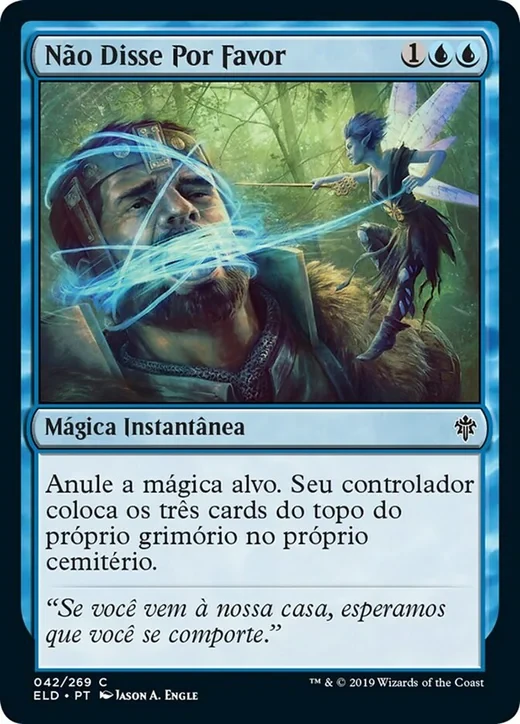 Não Disse Por Favor 1
Mágica Instantânea
Anule a mágica alvo. Seu controlador
coloca os três cards do topo do
próprio grimório no próprio
cemitério.
“Se você vem à nossa casa, esperamos
que você se comporte.”
042/269 C
ELD • PT Jason A. Engle
™ & © 2019 Wizards of the Coast